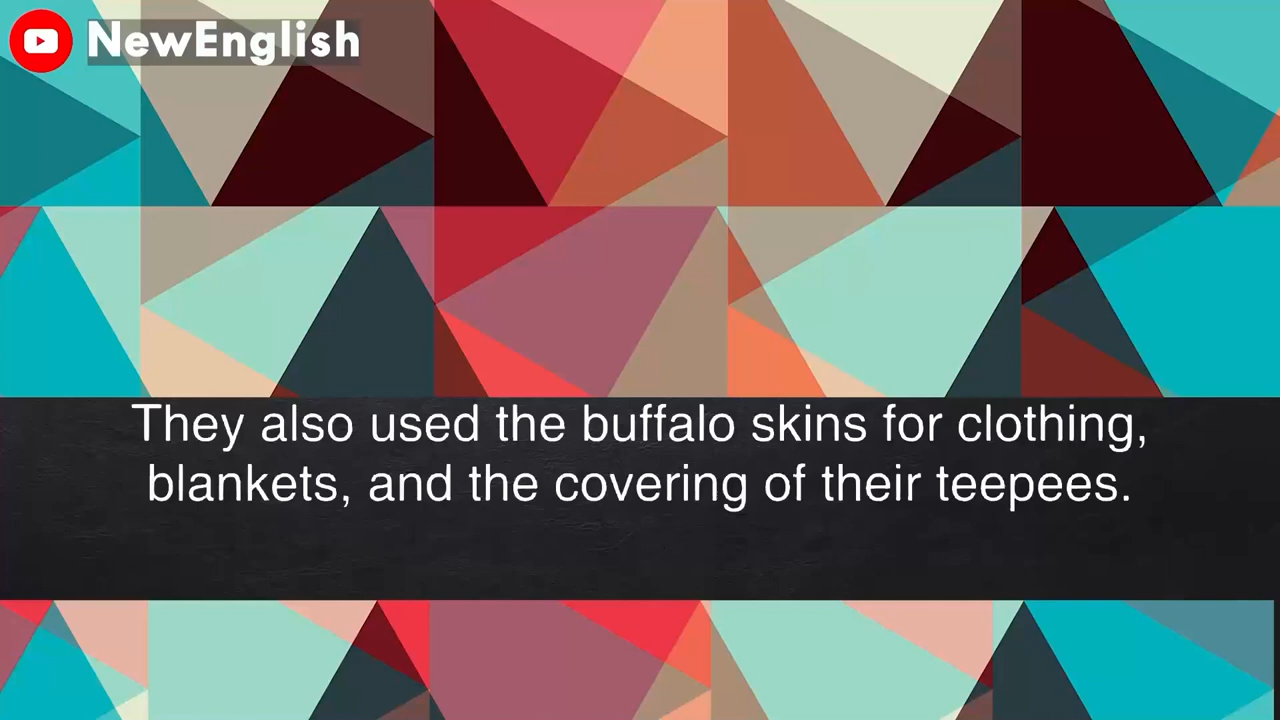 NewEnglish
They also used the buffalo skins for clothing,
blankets, and the covering of their teepees.